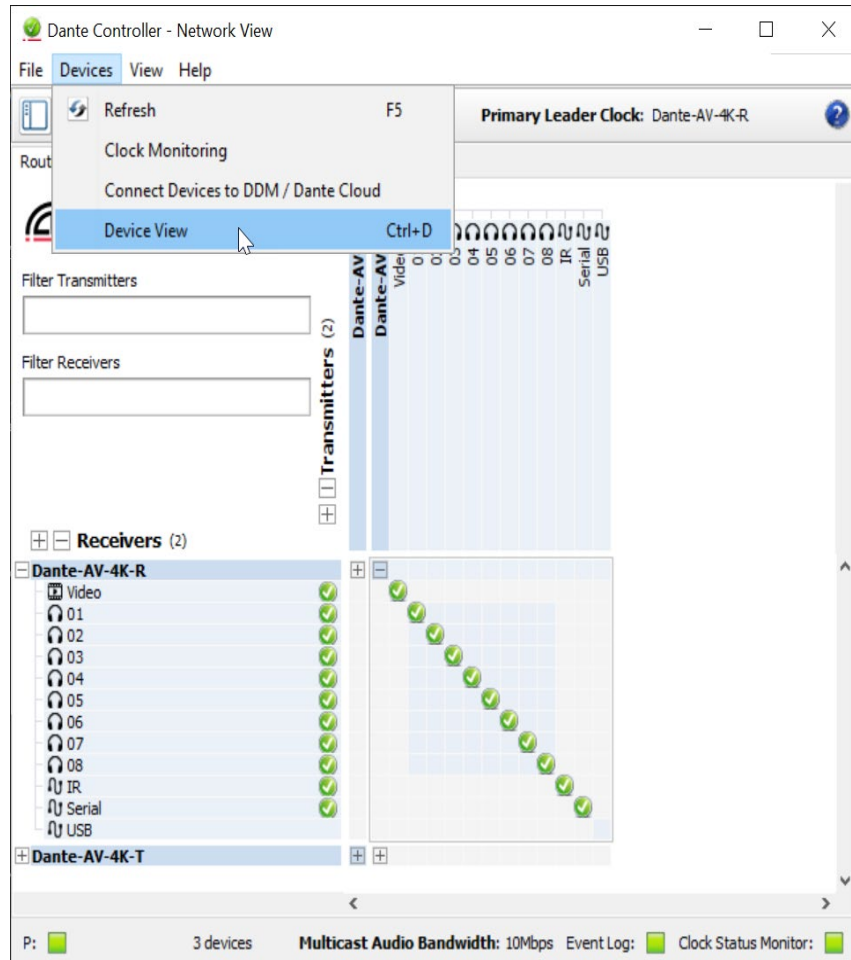 Dante Controller - Network View
File Devices View Help
Refresh F5
Clock Monitoring
Connect Devices to DDM / Dante Cloud
Device View Ctrl+D
Primary Leader Clock: Dante-AV-4K-R
?
Rout
Filter Transmitters
Filter Receivers
Transmitters (2)
Dante-AV
Dante-AV
Video
03
04
05
06
07
08
IR
Serial
USB
Receivers (2)
Dante-AV-4K-R
Video
01
02
03
04
05
06
07
08
IR
Serial
USB
Dante-AV-4K-T
P: 3 devices Multicast Audio Bandwidth: 10Mbps Event Log: Clock Status Monitor: